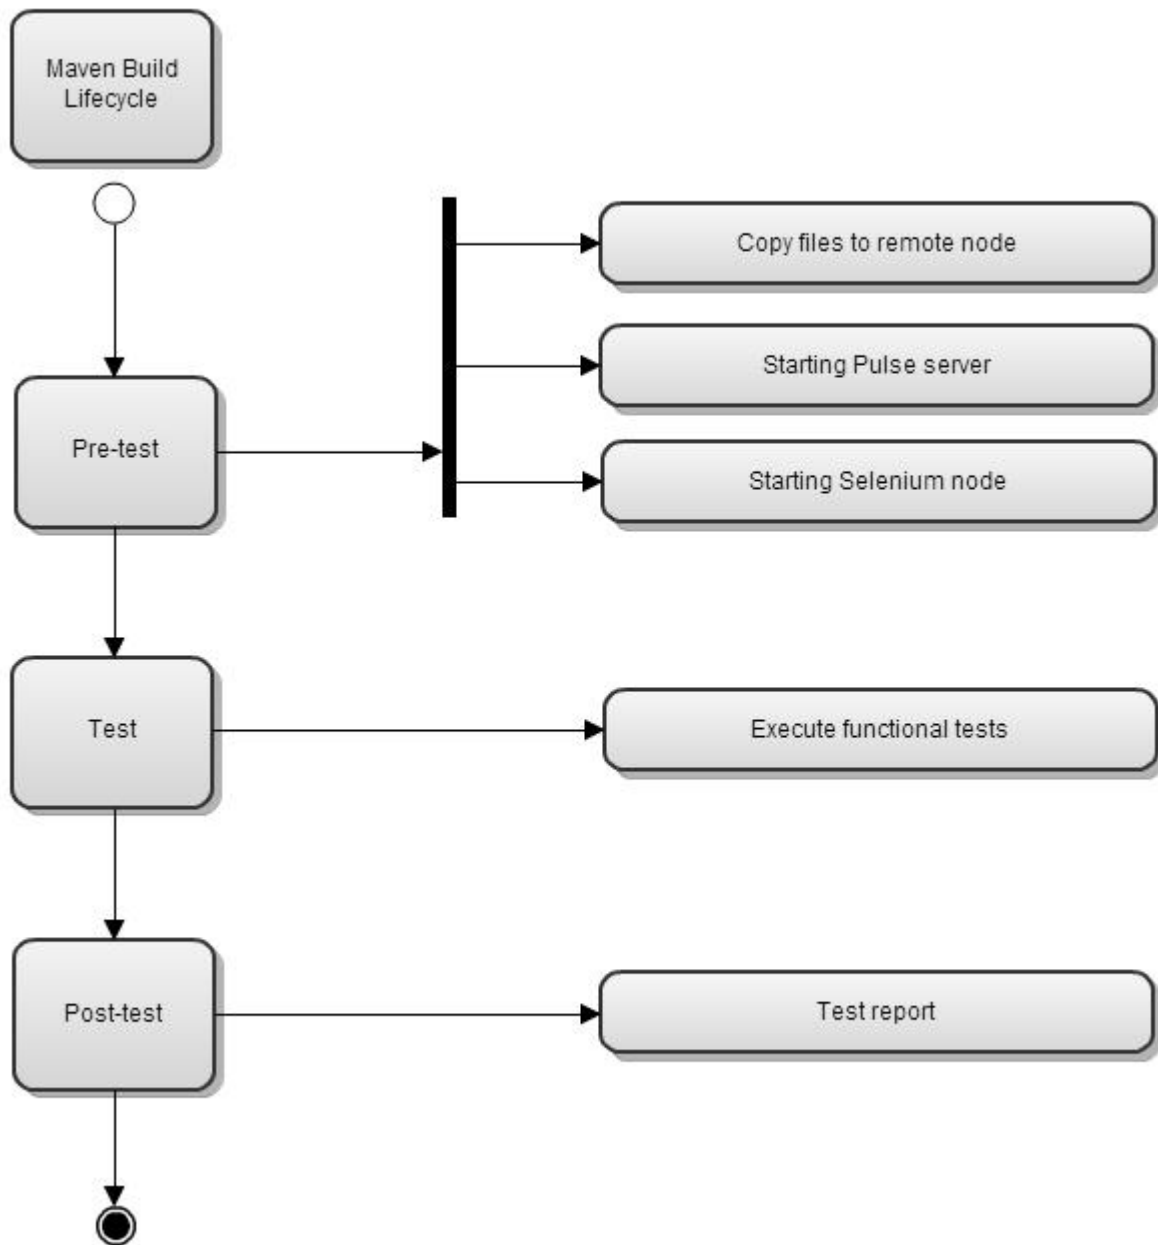 Maven Build
Lifecycle
Copy files to remote node
Starting Pulse server
Pre-test
Starting Selenium node
Test
Execute functional tests
Post-test
Test report